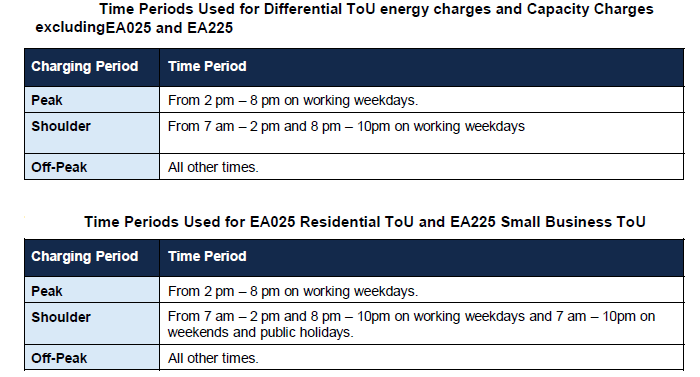 Time Periods Used for Differential ToU energy charges and Capacity Charges
excludingEA025 and EA225
Charging Period Time Period
Peak From 2 pm – 8 pm on working weekdays.
Shoulder From 7 am – 2 pm and 8 pm – 10pm on working weekdays
Off-Peak All other times.
Time Periods Used for EA025 Residential ToU and EA225 Small Business ToU
Charging Period Time Period
Peak From 2 pm – 8 pm on working weekdays.
Shoulder From 7 am – 2 pm and 8 pm – 10pm on working weekdays and 7 am – 10pm on
weekends and public holidays.
Off-Peak All other times.